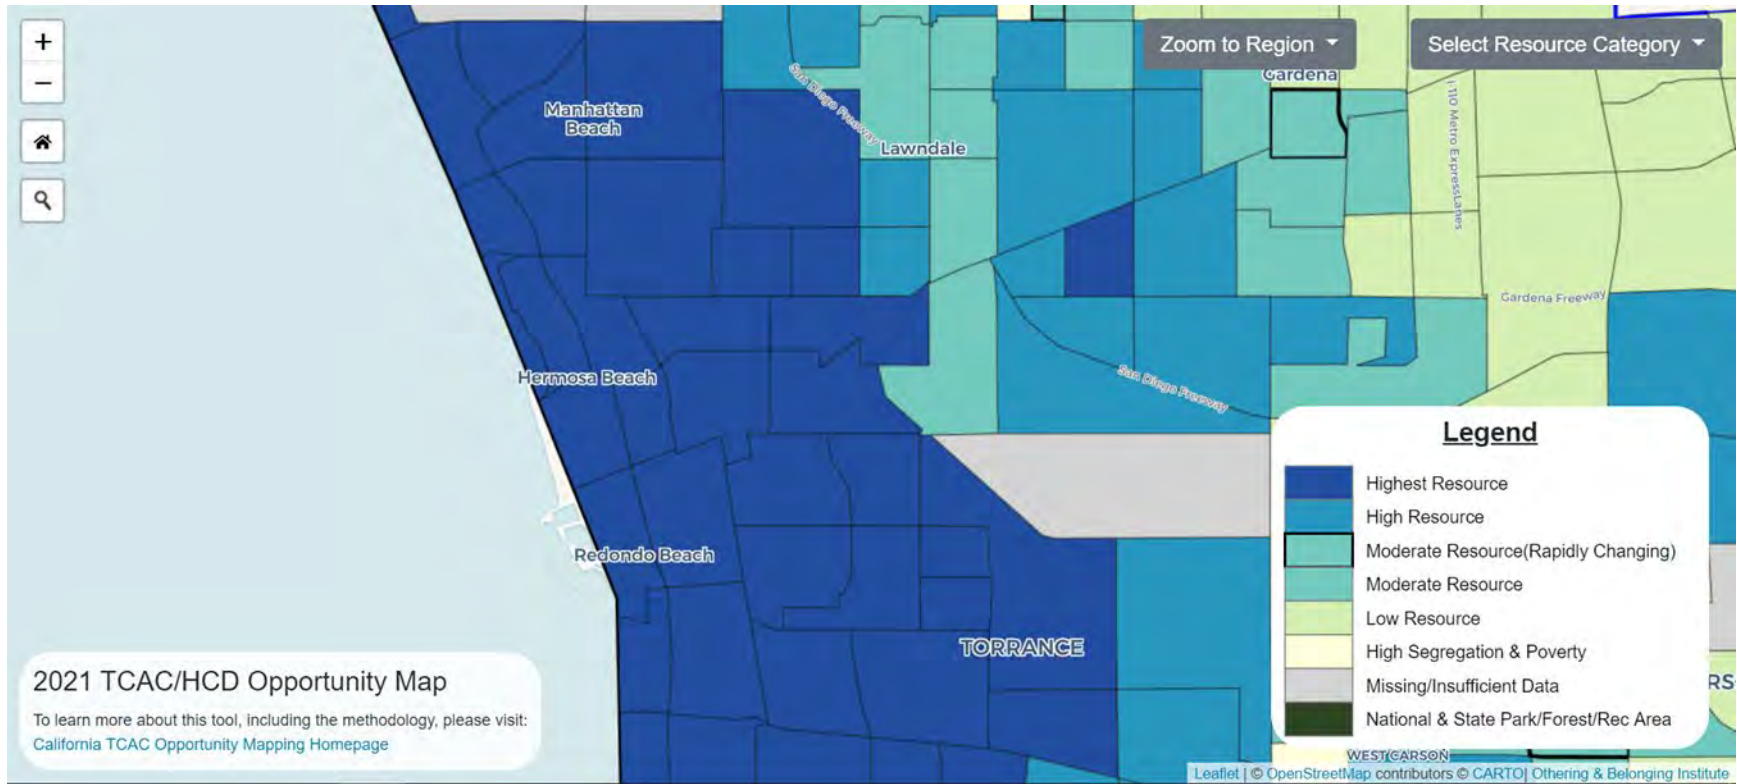 +
−
Zoom to Region
Select Resource Category
Gardena
Manhattan
Beach
San Diego Freeway
Lawndale
I 110 Metro ExpressLanes
Gardena Freeway
Hermosa Beach
San Diego Freeway
Redondo Beach
TORRANCE
Legend
Highest Resource
High Resource
Moderate Resource(Rapidly Changing)
Moderate Resource
Low Resource
High Segregation & Poverty
Missing/Insufficient Data
National & State Park/Forest/Rec Area
RS
WEST CARSON
2021 TCAC/HCD Opportunity Map
To learn more about this tool, including the methodology, please visit:
California TCAC Opportunity Mapping Homepage
Leaflet | © OpenStreetMap contributors © CARTO| Othering & Belonging Institute